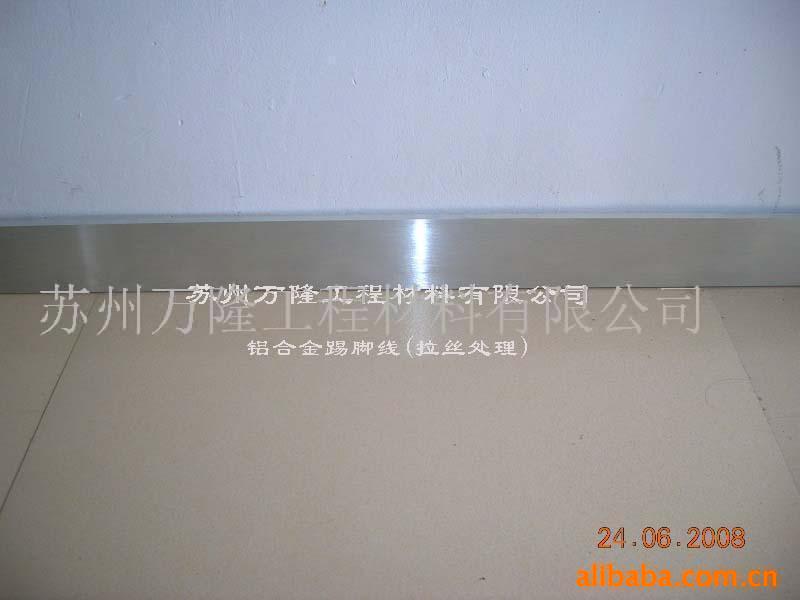 苏州万隆工程材料有限公司
苏州万隆工程材料有限公司
铝合金踢脚线(拉丝处理)
24.06.2008
alibaba.com.cn